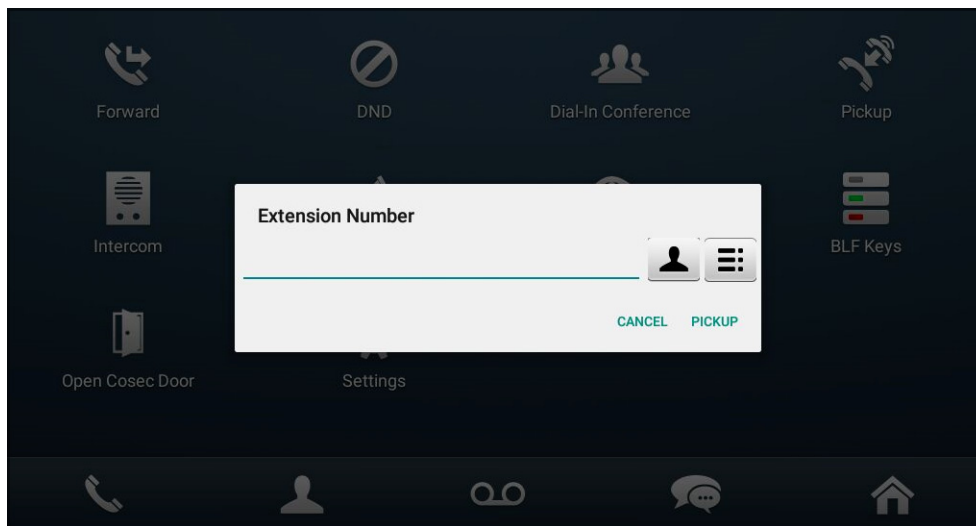 Forward
DND
Dial-In Conference
Pickup
Intercom
BLF Keys
Extension Number
CANCEL PICKUP
Open Cosec Door
Settings